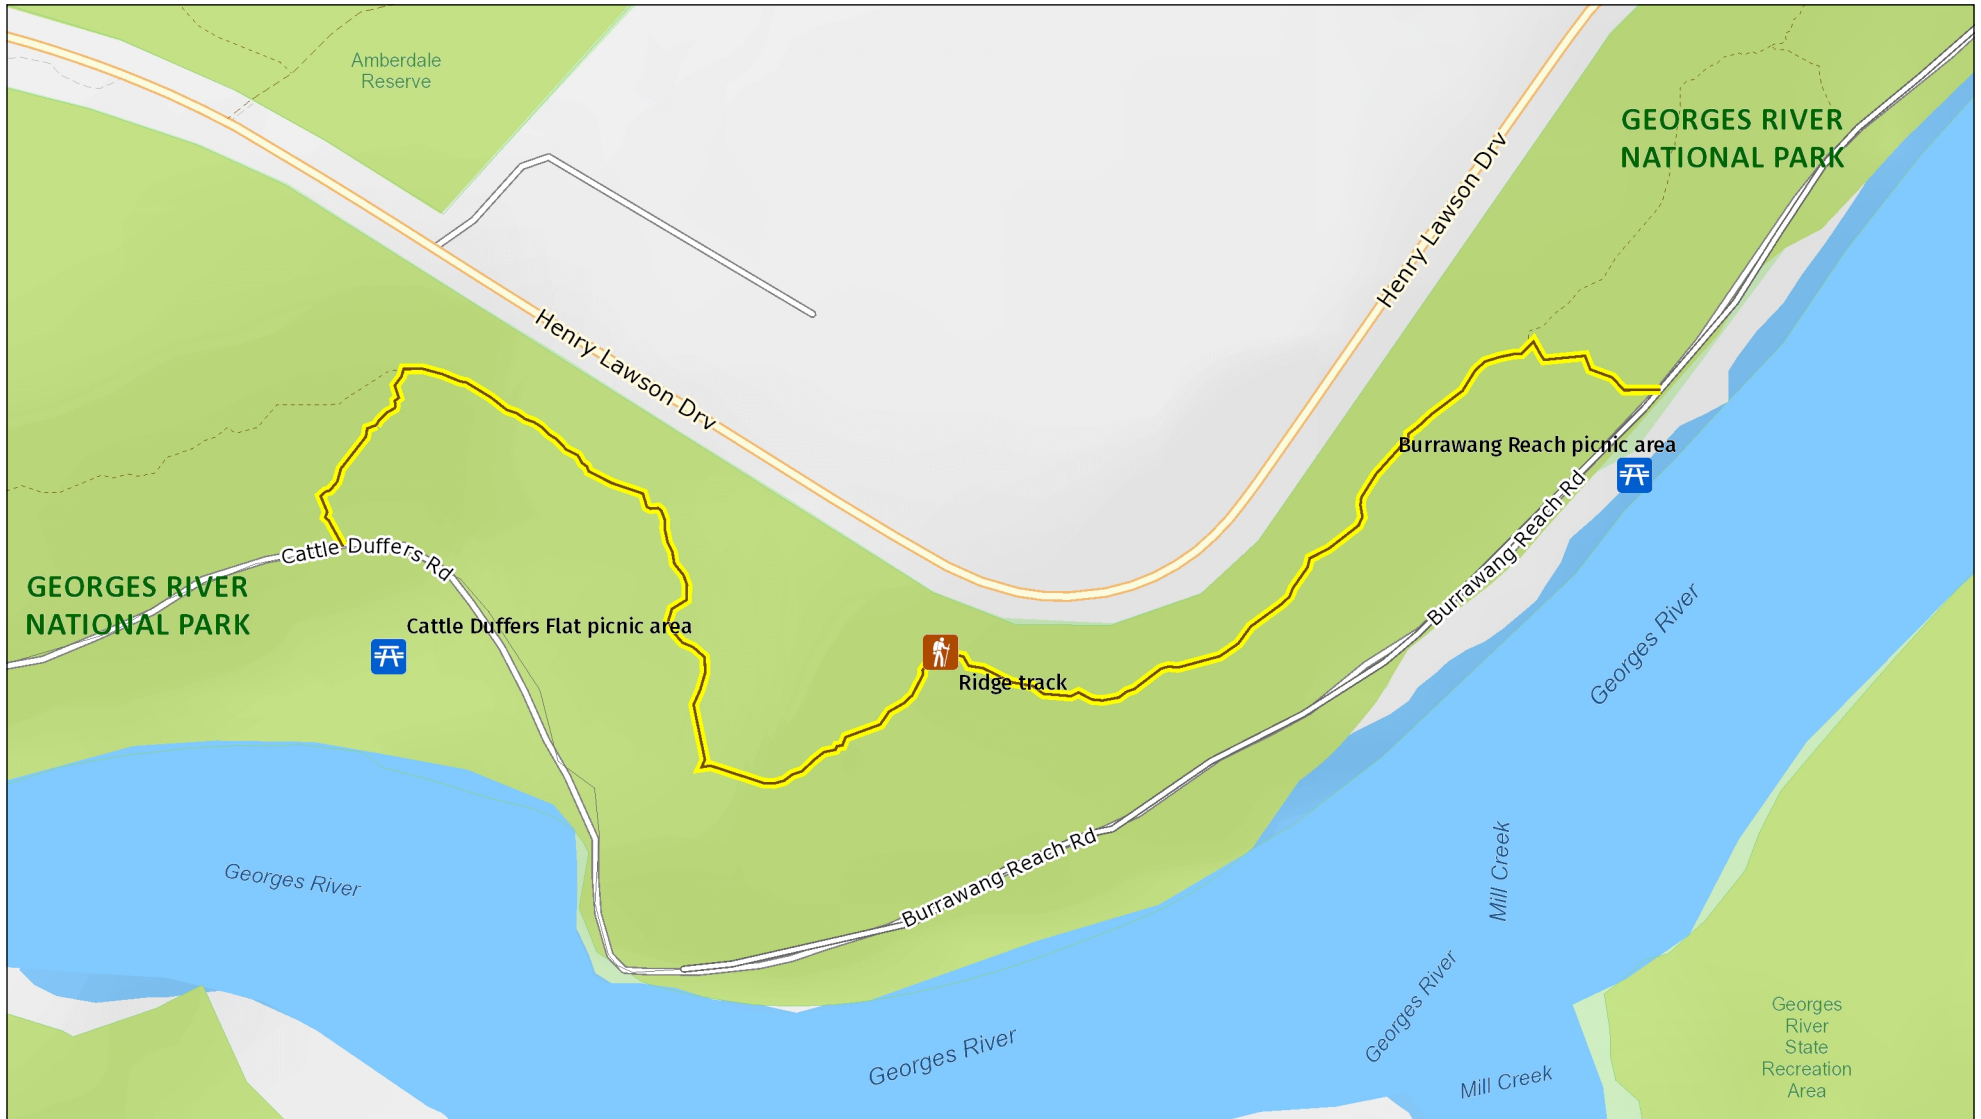 Amberdale
Reserve
GEORGES RIVER
NATIONAL PARK
Henry Lawson Drv
Henry Lawson Drv
Burrawang Reach picnic area
Burrawang Reach Rd
Cattle Duffers Rd
GEORGES RIVER
NATIONAL PARK
Cattle Duffers Flat picnic area
Ridge track
Georges River
Burrawang Reach Rd
Georges River
Mill Creek
Georges River
Georges River
Mill Creek
Georges
River
State
Recreation
Area